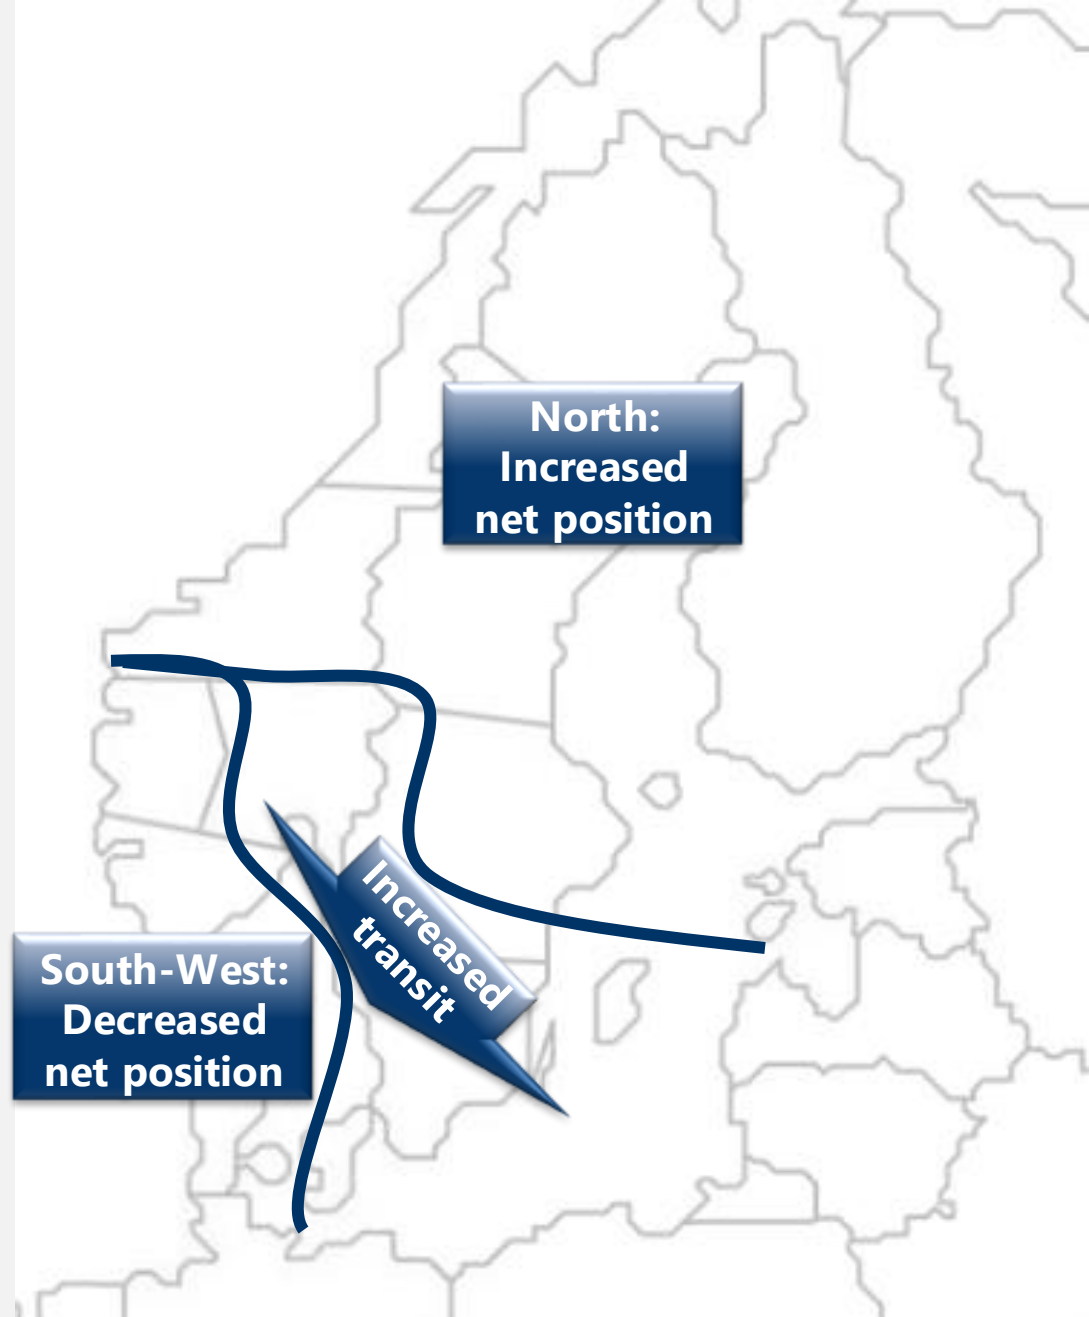 North:
Increased
net position
Increased
transit
South-West:
Decreased
net position